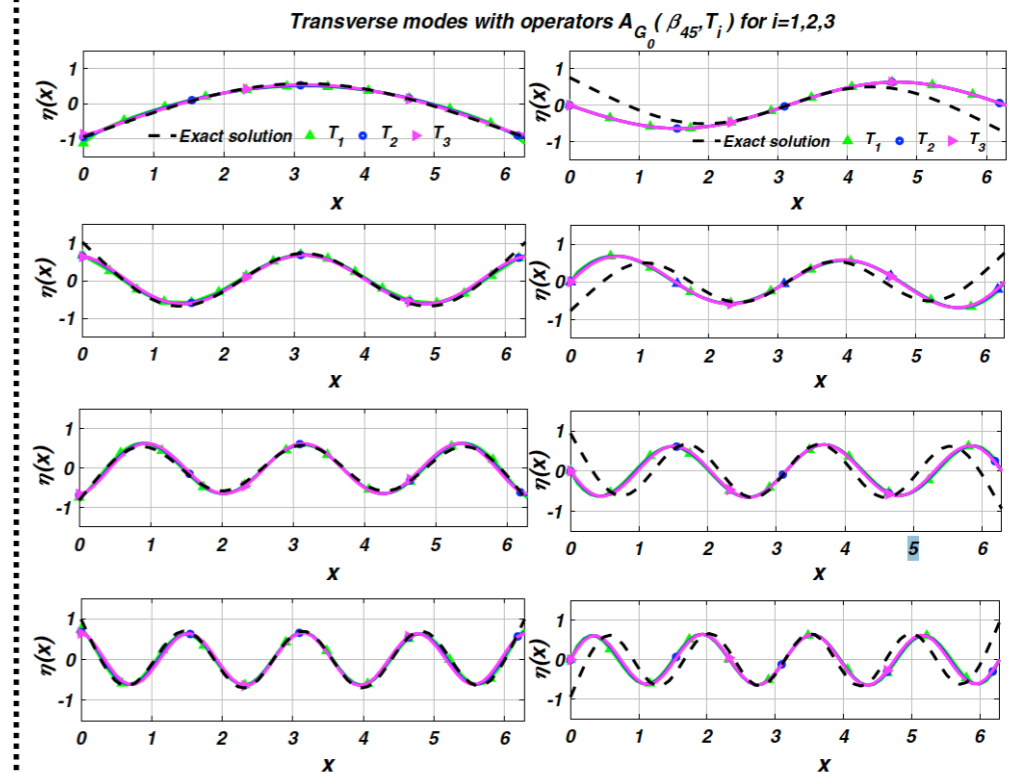 Transverse modes with operators A_{G_0}(β_{45},T_i) for i=1,2,3
η(x)
1
0
-1
Exact solution T_1 T_2 T_3
0 1 2 3 4 5 6
x
η(x)
1
0
-1
Exact solution T_1 T_2 T_3
0 1 2 3 4 5 6
x
η(x)
1
0
-1
0 1 2 3 4 5 6
x
η(x)
1
0
-1
0 1 2 3 4 5 6
x
η(x)
1
0
-1
0 1 2 3 4 5 6
x
η(x)
1
0
-1
0 1 2 3 4 5 6
x
η(x)
1
0
-1
0 1 2 3 4 5 6
x
η(x)
1
0
-1
0 1 2 3 4 5 6
x